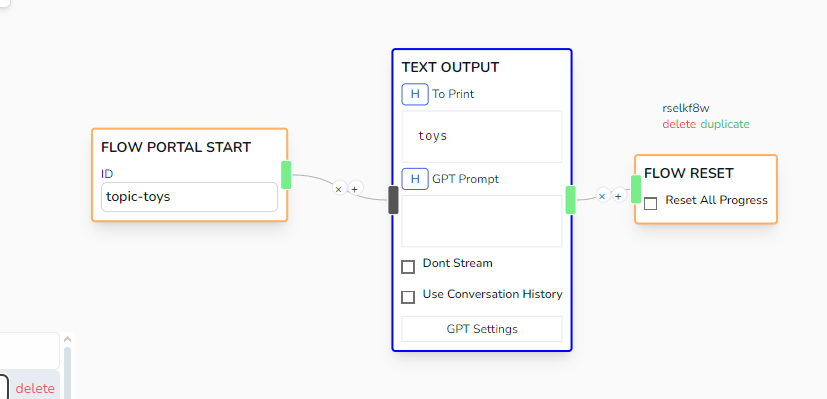 FLOW PORTAL START
ID
topic-toys
× +
TEXT OUTPUT
H To Print
toys
H GPT Prompt
Dont Stream
Use Conversation History
GPT Settings
× +
rselkf8w
delete duplicate
FLOW RESET
Reset All Progress
delete